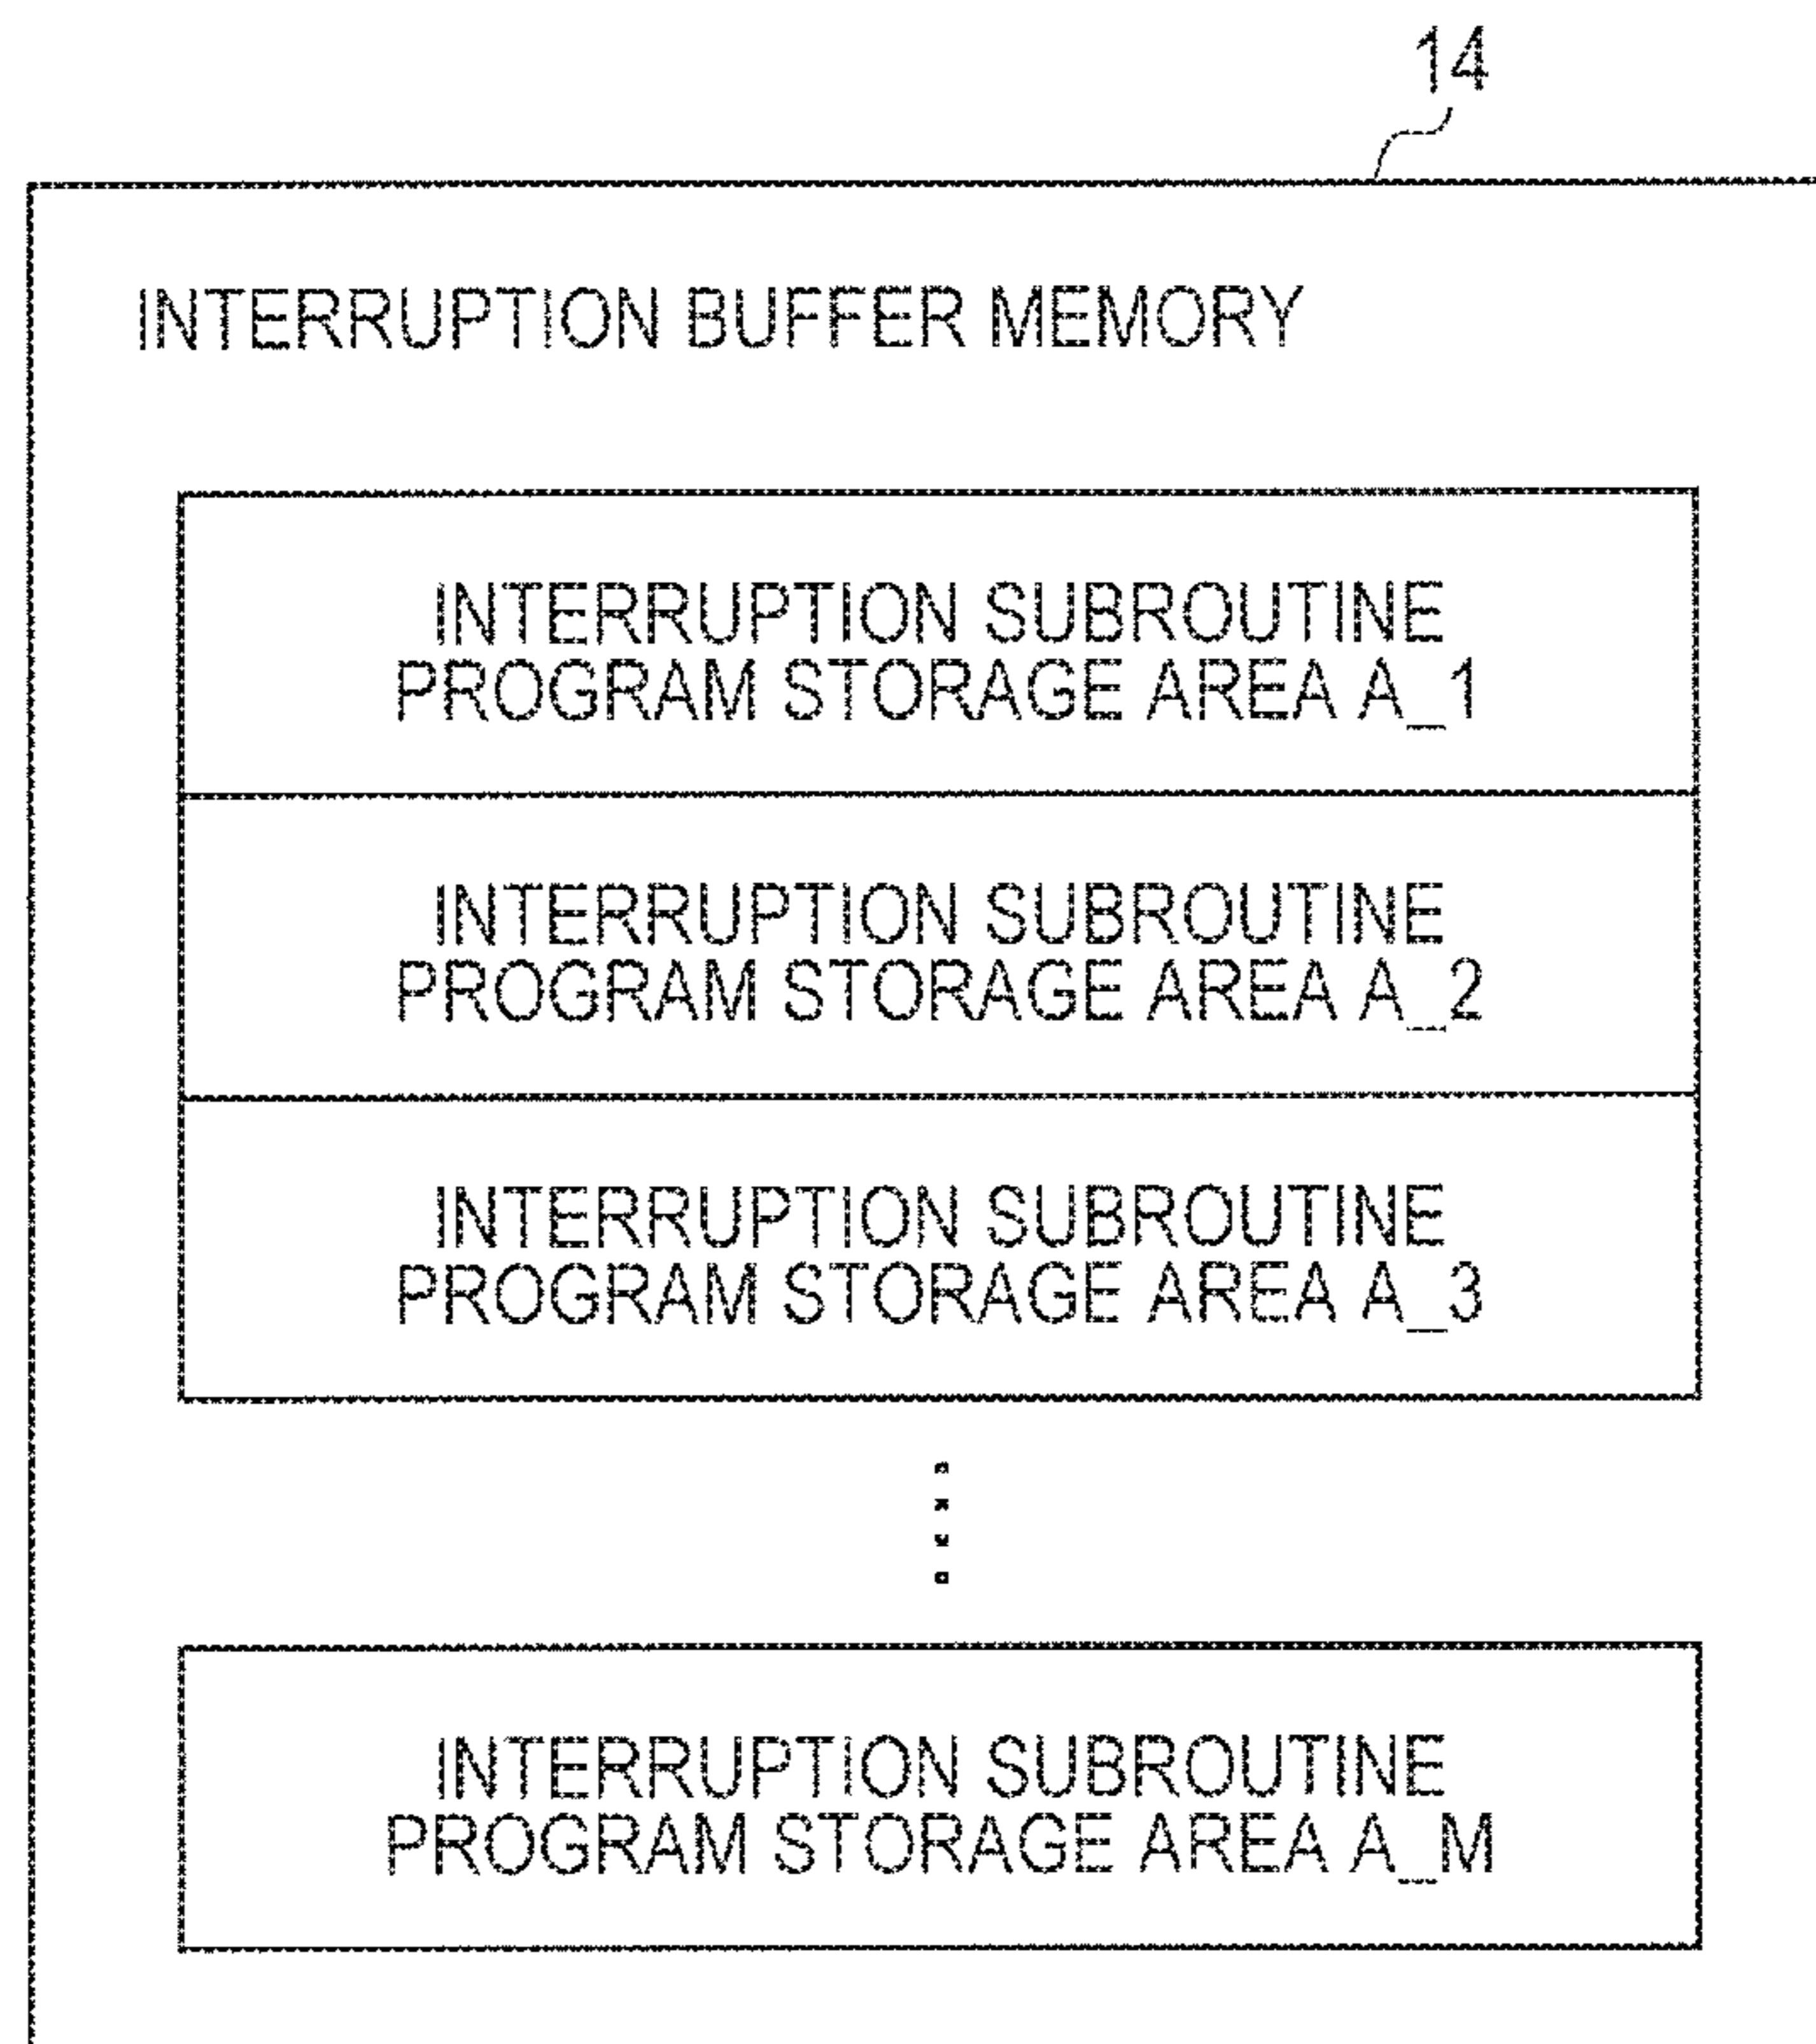 14
INTERRUPTION BUFFER MEMORY
INTERRUPTION SUBROUTINE
PROGRAM STORAGE AREA A_1
INTERRUPTION SUBROUTINE
PROGRAM STORAGE AREA A_2
INTERRUPTION SUBROUTINE
PROGRAM STORAGE AREA A_3
INTERRUPTION SUBROUTINE
PROGRAM STORAGE AREA A_M